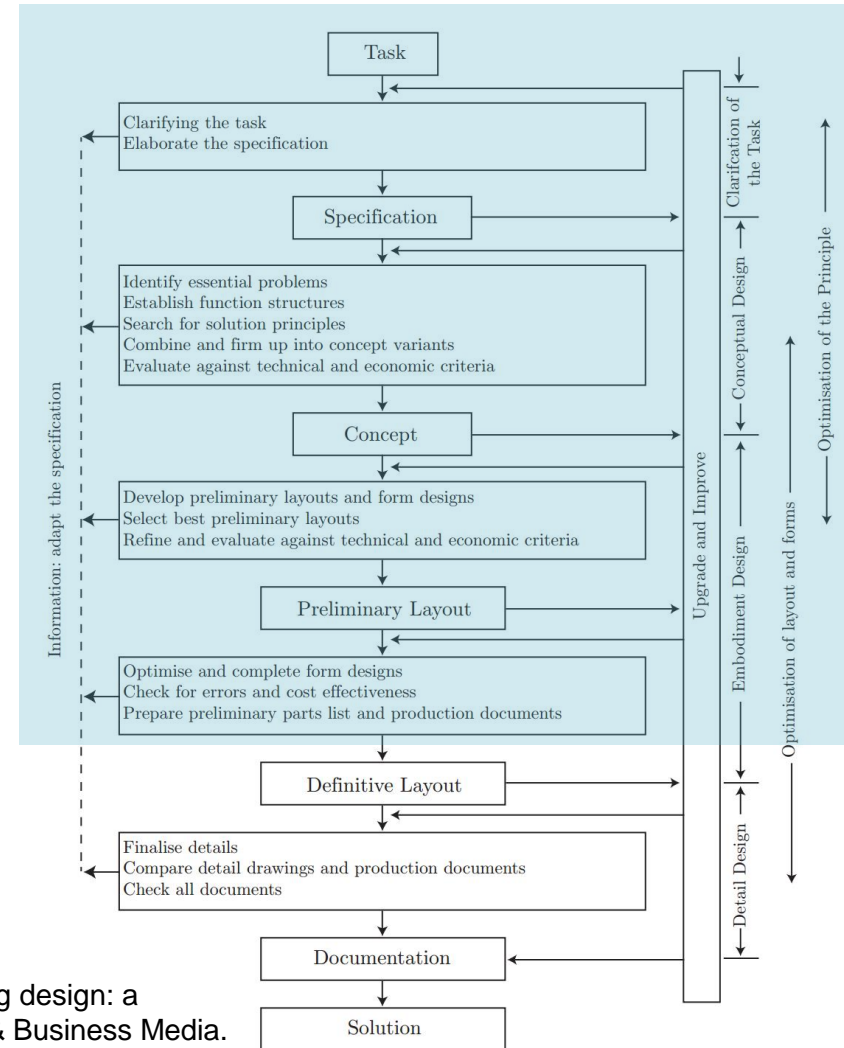 Task
Clarifying the task
Elaborate the specification
Specification
Identify essential problems
Establish function structures
Search for solution principles
Combine and firm up into concept variants
Evaluate against technical and economic criteria
Concept
Develop preliminary layouts and form designs
Select best preliminary layouts
Refine and evaluate against technical and economic criteria
Preliminary Layout
Optimise and complete form designs
Check for errors and cost effectiveness
Prepare preliminary parts list and production documents
Definitive Layout
Finalise details
Compare detail drawings and production documents
Check all documents
Documentation
Solution
Information: adapt the specification
Upgrade and Improve
Clarifcation of
the Task
Conceptual Design
Embodiment Design
Detail Design
Optimisation of the Principle
Optimisation of layout and forms
g design: a
& Business Media.